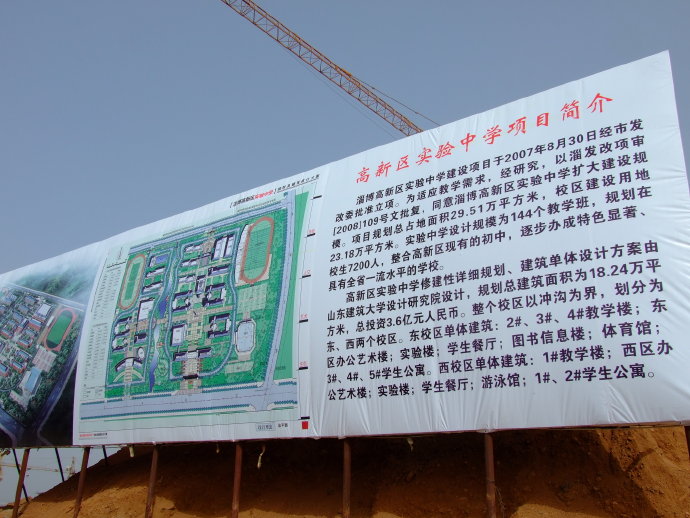 高新区实验中学项目简介
淄博高新区实验中学建设项目于2007年8月30日经市发
改委批准立项。为适应教学需求，经研究，以淄发改项审
[2008]109号文批复，同意淄博高新区实验中学扩大建设规
模。项目规划总占地面积29.51万平方米，校区建设用地
23.18万平方米。实验中学设计规模为144个教学班，规划在
校生7200人，整合高新区现有的初中，逐步办成特色显著、
具有全省一流水平的学校。
高新区实验中学修建性详细规划、建筑单体设计方案由
山东建筑大学设计研究院设计，规划总建筑面积为18.24万平
方米，总投资3.6亿元人民币。整个校区以冲沟为界，划分为
东、西两个校区。东校区单体建筑：2#、3#、4#教学楼；东
区办公艺术楼；实验楼；学生餐厅；图书信息楼；体育馆；
3#、4#、5#学生公寓。西校区单体建筑：1#教学楼；西区办
公艺术楼；实验楼；学生餐厅；游泳馆；1#、2#学生公寓。
淄博高新区实验中学